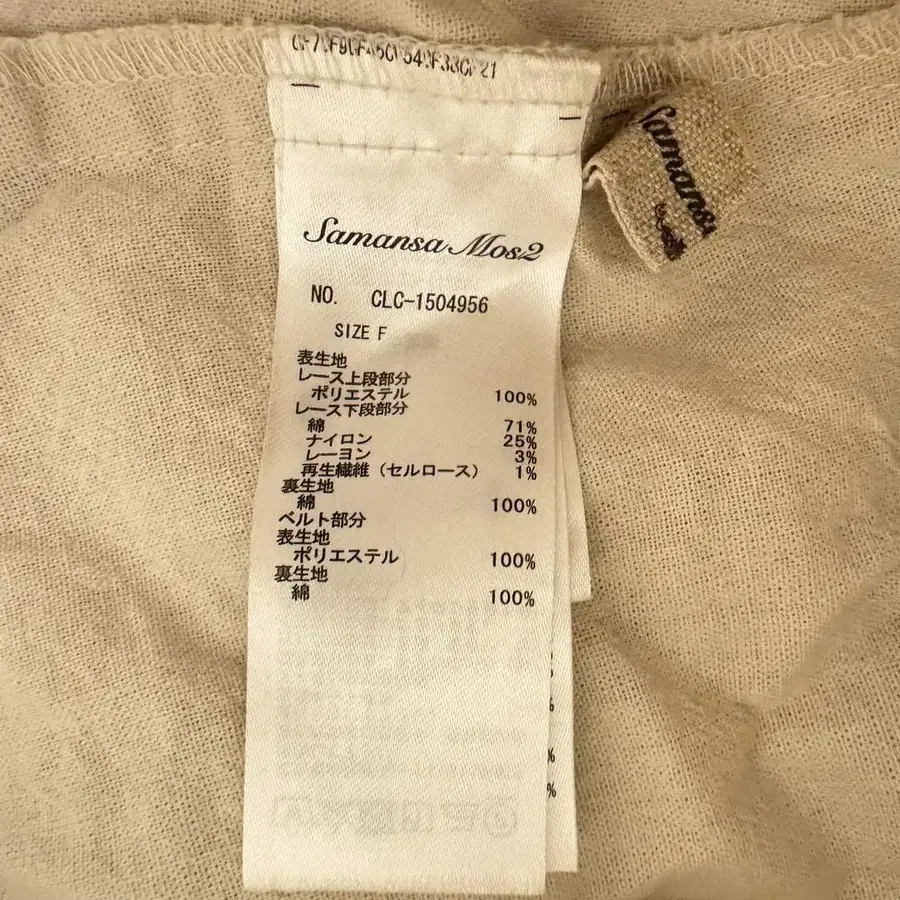 Samansa Mos2
NO. CLC-1504956
SIZE F
表生地
レース上段部分
ポリエステル 100%
レース下段部分
綿 71%
ナイロン 25%
レーヨン 3%
再生繊維(セルロース) 1%
裏生地
綿 100%
ベルト部分
表生地
ポリエステル 100%
裏生地
綿 100%
%
%
%